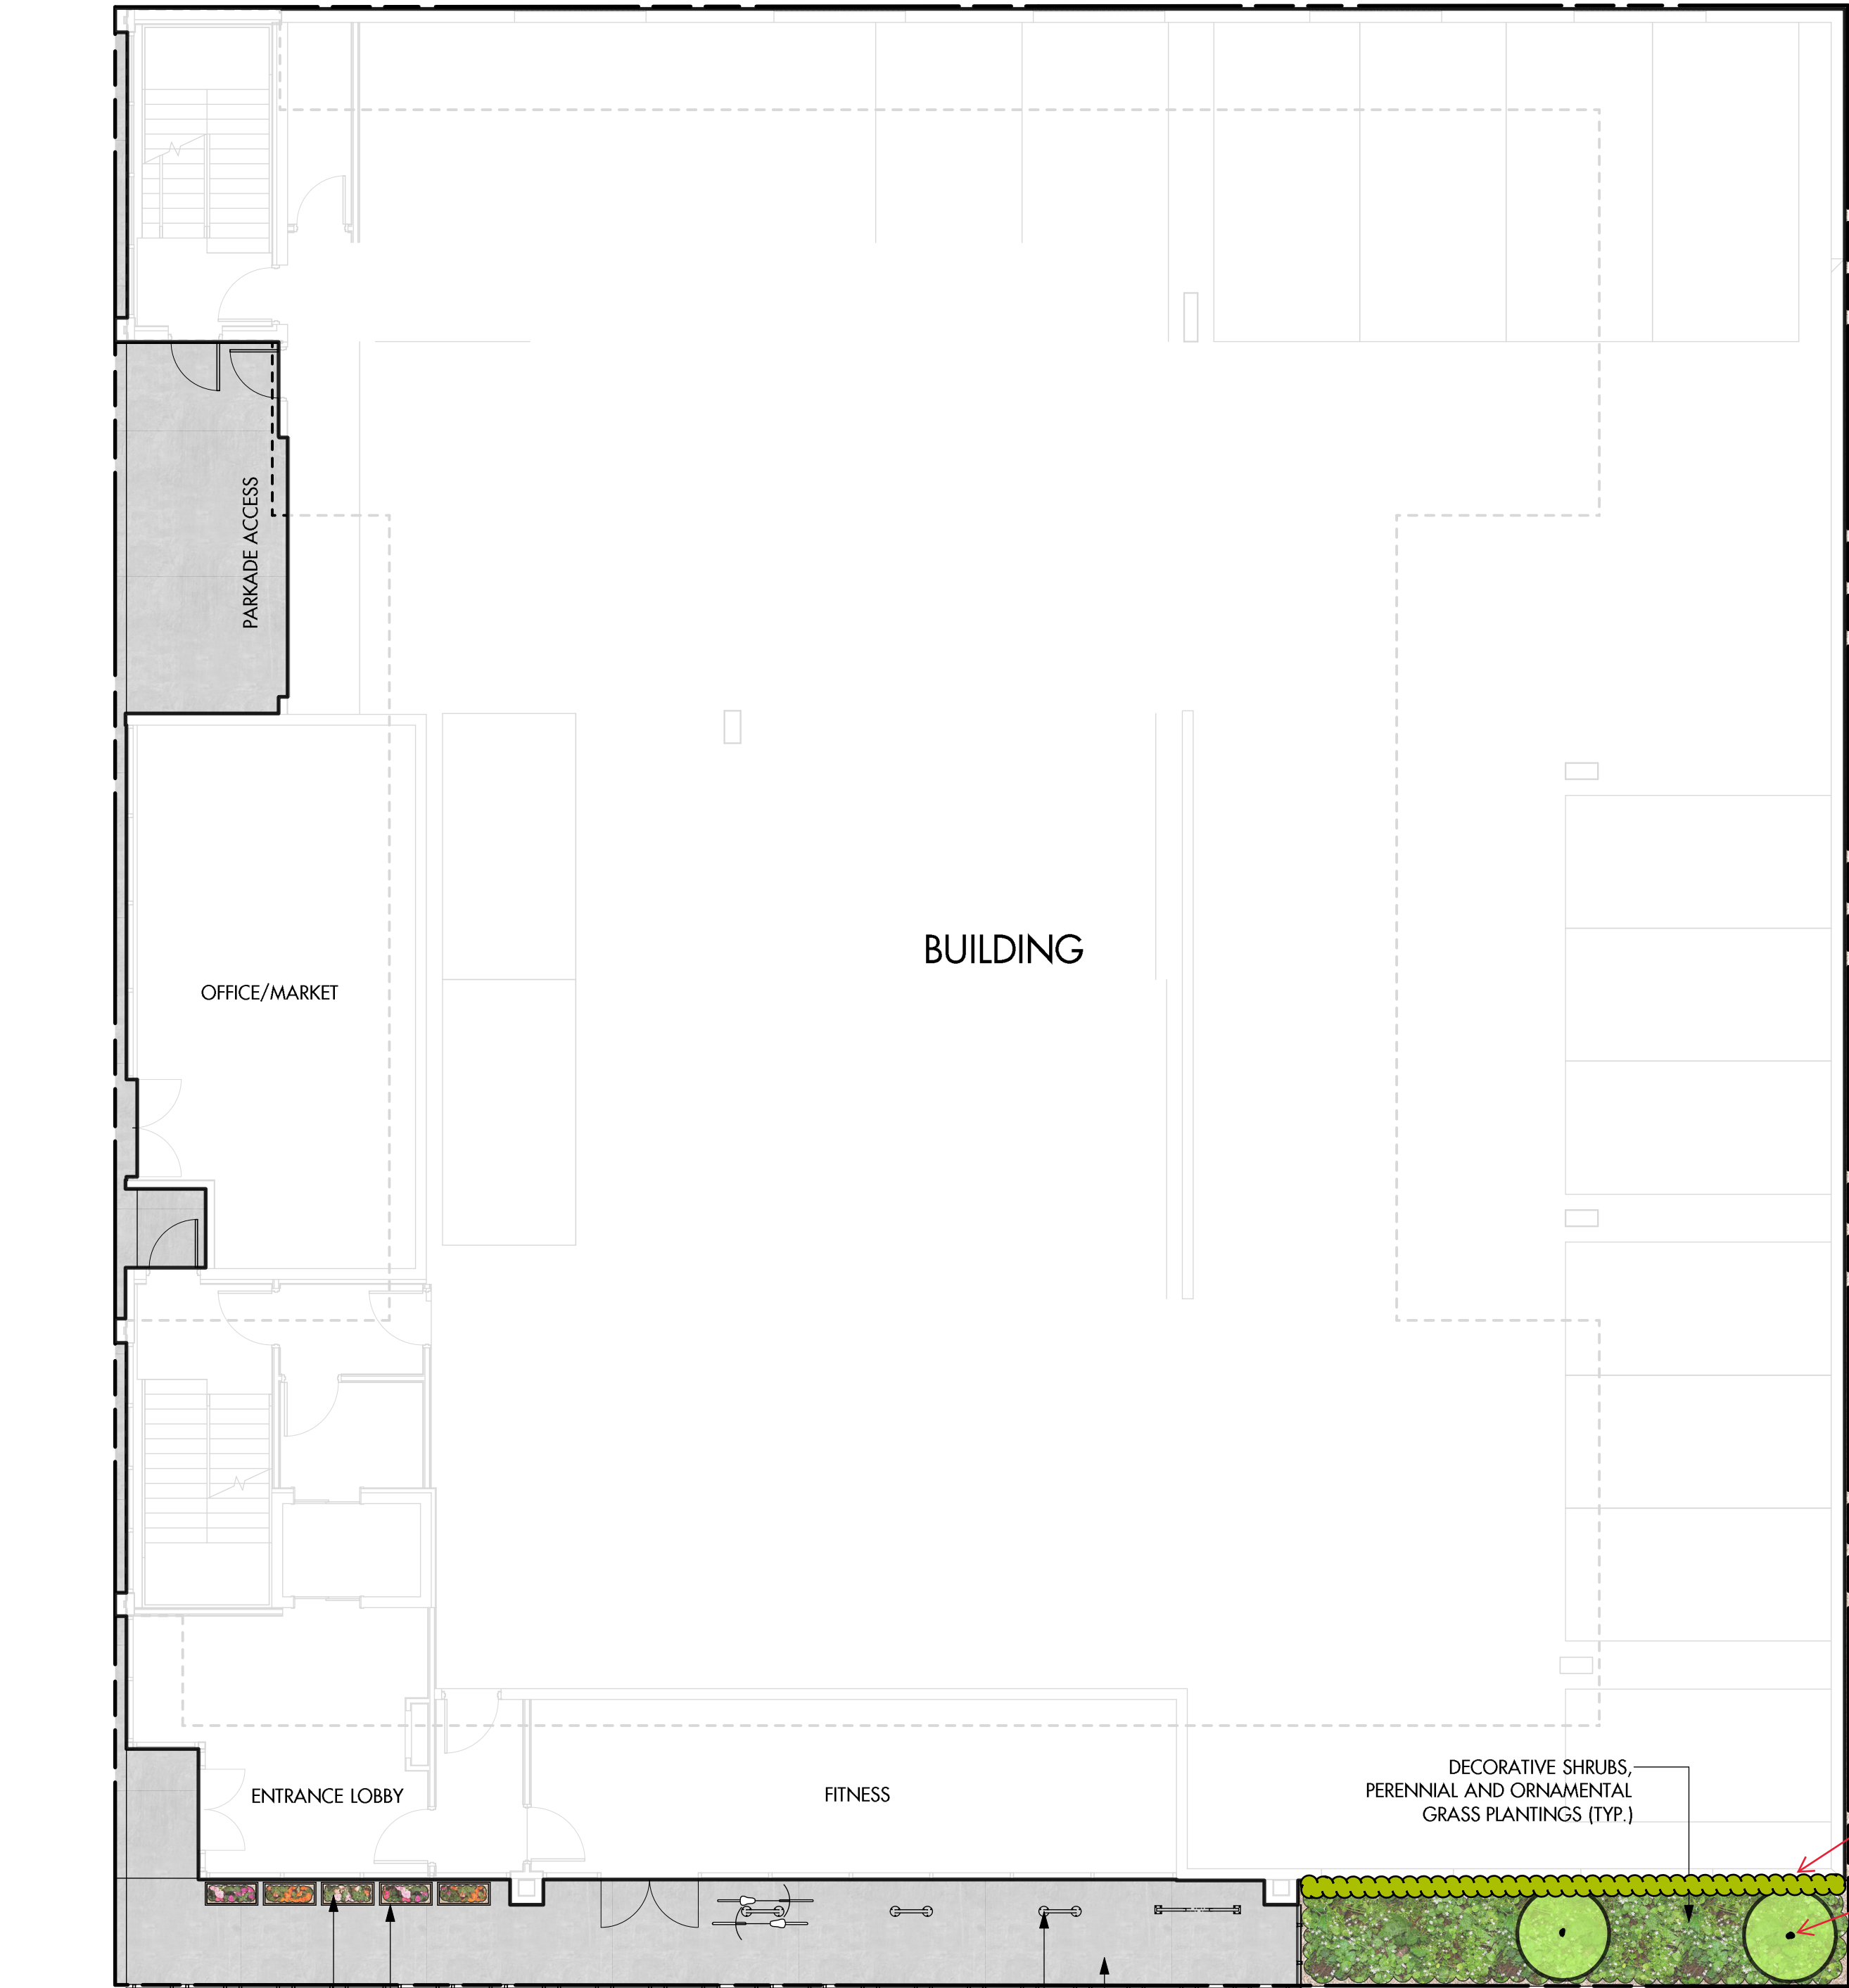 PARKADE ACCESS
BUILDING
OFFICE/MARKET
ENTRANCE LOBBY
FITNESS
DECORATIVE SHRUBS,
PERENNIAL AND ORNAMENTAL
GRASS PLANTINGS (TYP.)